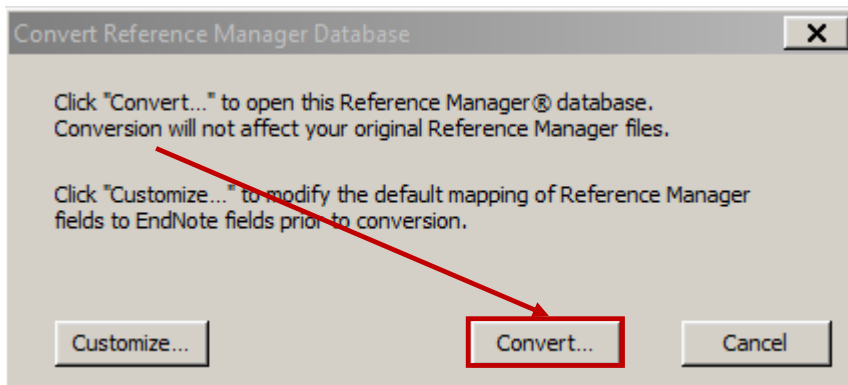 Convert Reference Manager Database
Click "Convert..." to open this Reference Manager® database.
Conversion will not affect your original Reference Manager files.
Click "Customize..." to modify the default mapping of Reference Manager
fields to EndNote fields prior to conversion.
Customize... Convert... Cancel